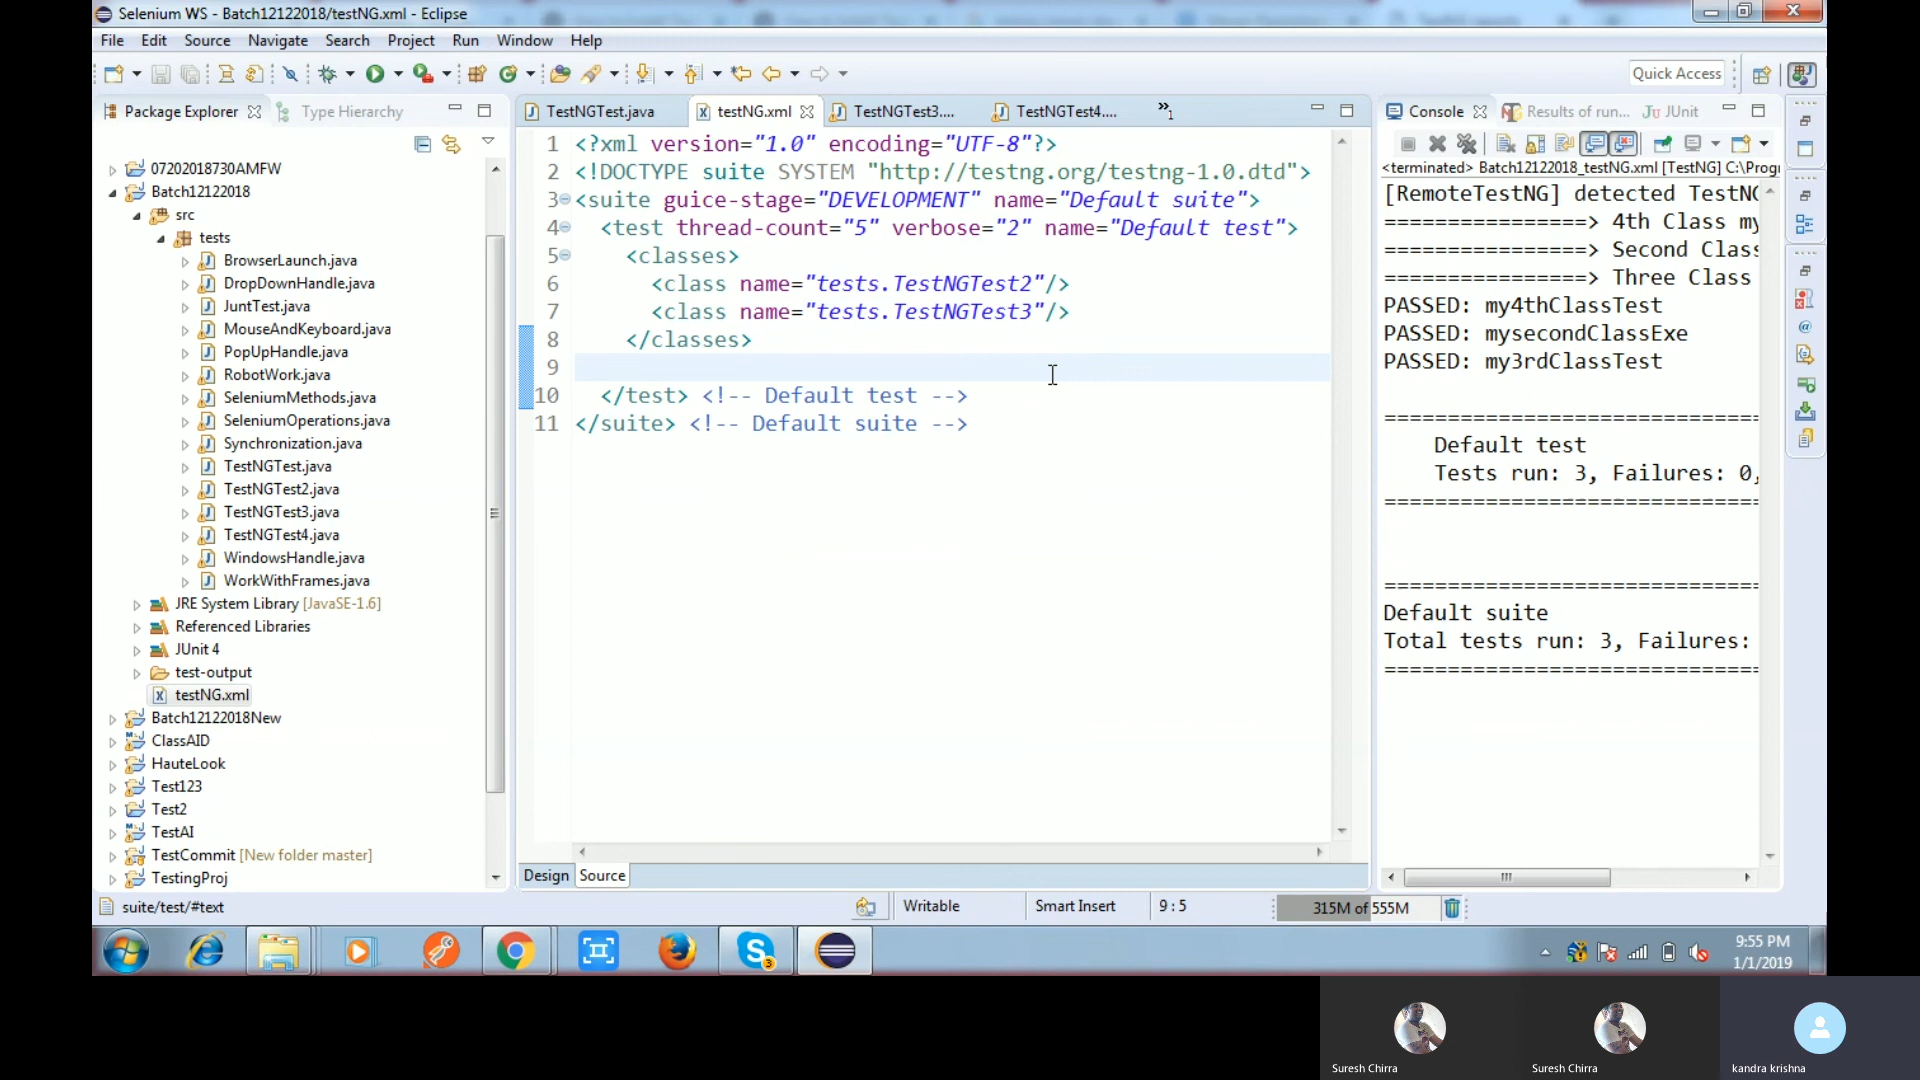 Selenium WS - Batch12122018/testNG.xml - Eclipse
File Edit Source Navigate Search Project Run Window Help
Quick Access
Package Explorer Type Hierarchy
07202018730AMFW
Batch12122018
src
tests
BrowserLaunch.java
DropDownHandle.java
JuntTest.java
MouseAndKeyboard.java
PopUpHandle.java
RobotWork.java
SeleniumMethods.java
SeleniumOperations.java
Synchronization.java
TestNGTest.java
TestNGTest2.java
TestNGTest3.java
TestNGTest4.java
WindowsHandle.java
WorkWithFrames.java
JRE System Library [JavaSE-1.6]
Referenced Libraries
JUnit 4
test-output
testNG.xml
Batch12122018New
ClassAID
HauteLook
Test123
Test2
TestAI
TestCommit [New folder master]
TestingProj
TestNGTest.java testNG.xml TestNGTest3.... TestNGTest4.... »1
1 <?xml version="1.0" encoding="UTF-8"?>
2 <!DOCTYPE suite SYSTEM "http://testng.org/testng-1.0.dtd">
3 <suite guice-stage="DEVELOPMENT" name="Default suite">
4 <test thread-count="5" verbose="2" name="Default test">
5 <classes>
6 <class name="tests.TestNGTest2"/>
7 <class name="tests.TestNGTest3"/>
8 </classes>
9
10 </test> <!-- Default test -->
11 </suite> <!-- Default suite -->
Design Source
Console Results of run... JUnit
<terminated> Batch12122018_testNG.xml [TestNG] C:\Progr
[RemoteTestNG] detected TestNG
================> 4th Class my
================> Second Class
================> Three Class
PASSED: my4thClassTest
PASSED: mysecondClassExe
PASSED: my3rdClassTest
===============================
Default test
Tests run: 3, Failures: 0,
===============================
===============================
Default suite
Total tests run: 3, Failures:
===============================
suite/test/#text Writable Smart Insert 9 : 5 315M of 555M
3
9:55 PM
1/1/2019
Suresh Chirra
Suresh Chirra
kandra krishna